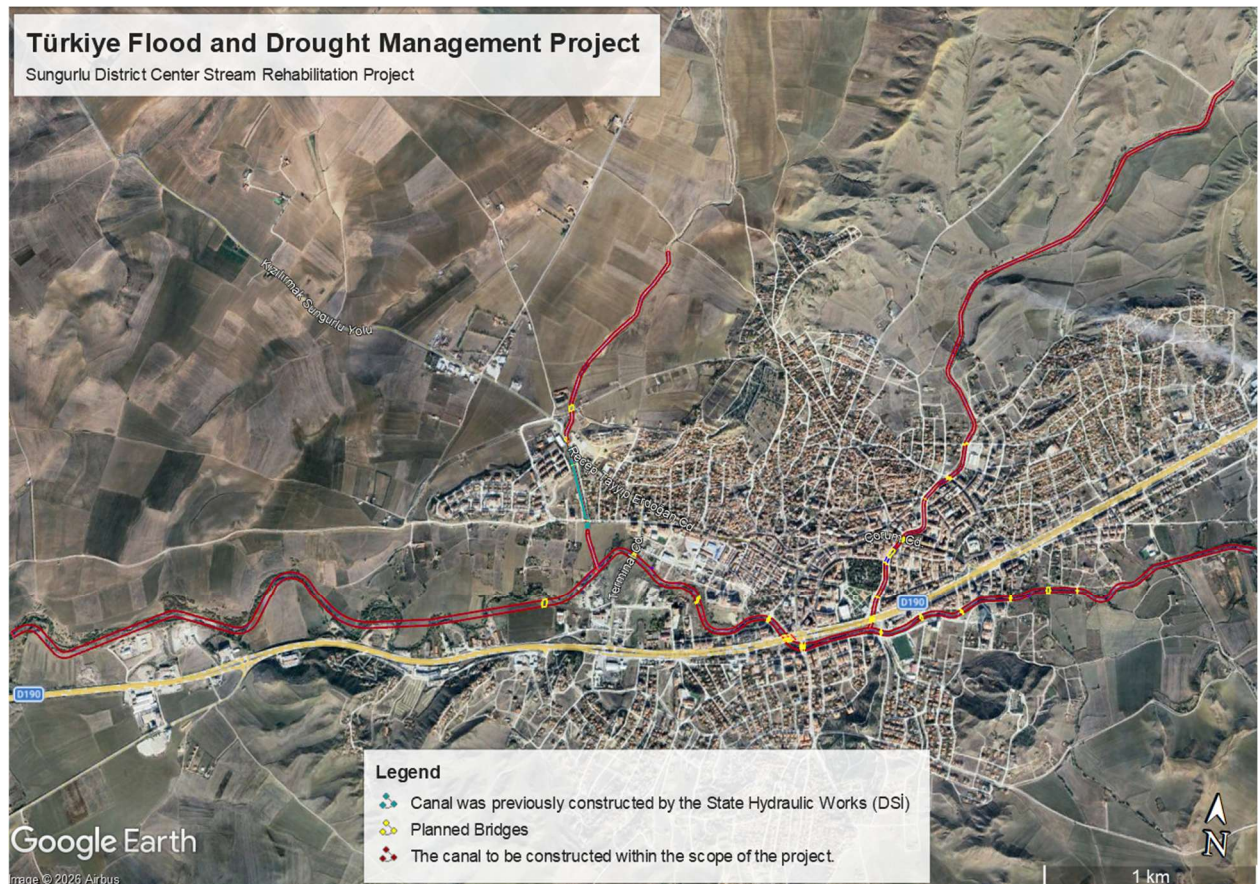 Türkiye Flood and Drought Management Project
Sungurlu District Center Stream Rehabilitation Project
Kızılırmak Sungurlu Yolu
Recep Tayyip Erdoğan Cd.
Çorum Cd.
Terminal Cd.
D190
D190
Legend
Canal was previously constructed by the State Hydraulic Works (DSİ)
Planned Bridges
The canal to be constructed within the scope of the project.
Google Earth
Image © 2026 Airbus
N
1 km